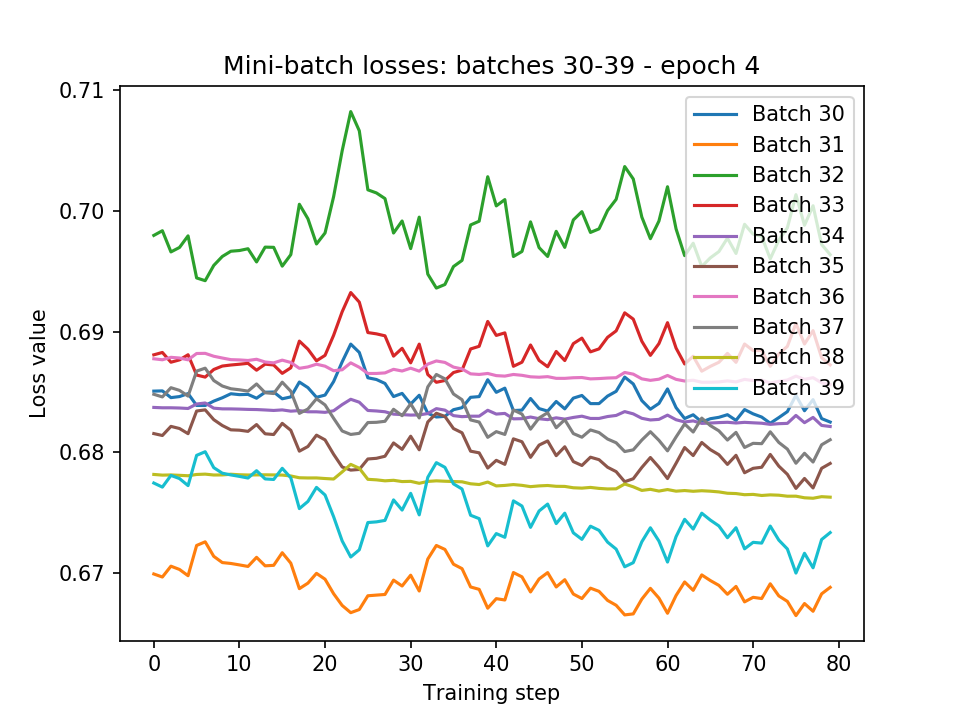 Mini-batch losses: batches 30-39 - epoch 4
0.71
0.70
0.69
0.68
0.67
Loss value
0
10
20
30
40
50
60
70
80
Training step
Batch 30
Batch 31
Batch 32
Batch 33
Batch 34
Batch 35
Batch 36
Batch 37
Batch 38
Batch 39